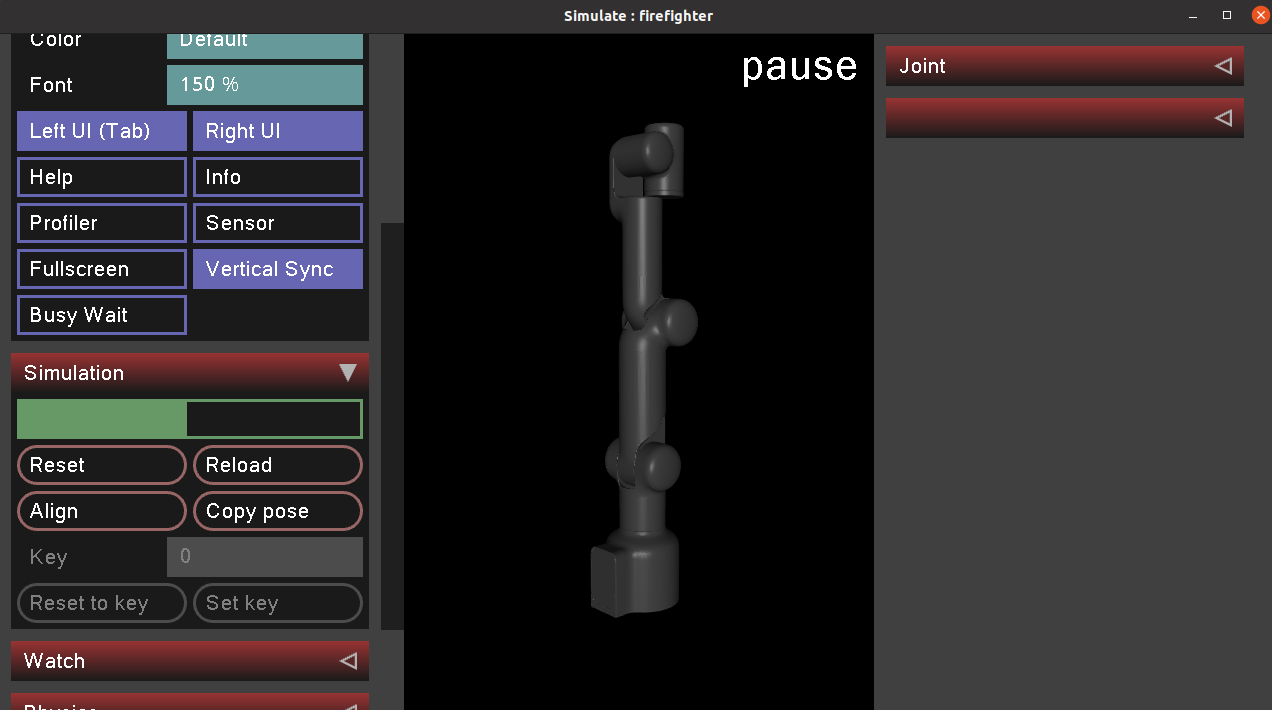 Simulate : firefighter
Color Default
Font 150 %
Left UI (Tab) Right UI
Help Info
Profiler Sensor
Fullscreen Vertical Sync
Busy Wait
Simulation
Reset Reload
Align Copy pose
Key 0
Reset to key Set key
Watch
Physics
pause
Joint